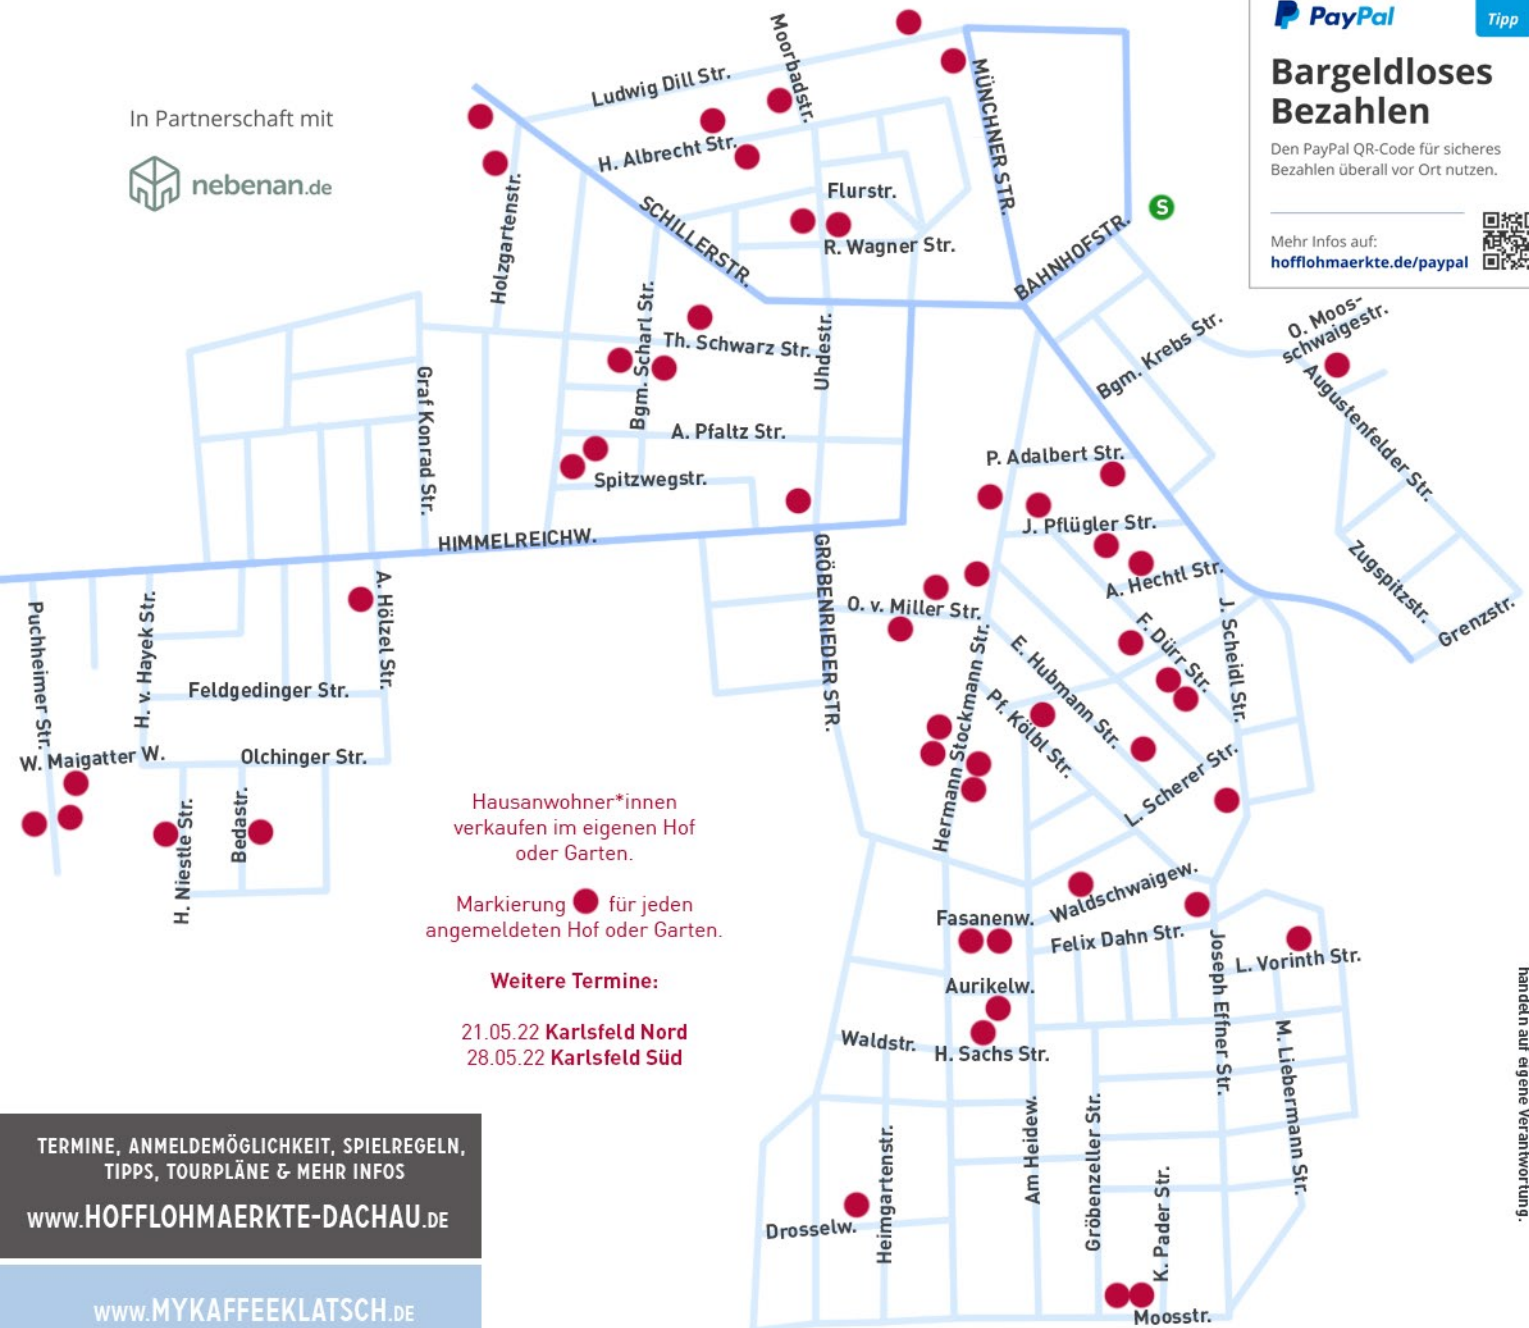 In Partnerschaft mit
nebenan.de
PayPal
Tipp
Bargeldloses
Bezahlen
Den PayPal QR-Code für sicheres
Bezahlen überall vor Ort nutzen.
Mehr Infos auf:
hofflohmaerkte.de/paypal
Moorbadstr.
Ludwig Dill Str.
MÜNCHNER STR.
H. Albrecht Str.
Holzgartenstr.
SCHILLERSTR.
Flurstr.
R. Wagner Str.
S
BAHNHOFSTR.
Bgm. Scharl Str.
Th. Schwarz Str.
Uhdestr.
Bgm. Krebs Str.
O. Moos-
schwaigestr.
Augustenfelder Str.
Graf Konrad Str.
A. Pfaltz Str.
Spitzwegstr.
P. Adalbert Str.
J. Pflügler Str.
HIMMELREICHW.
GRÖBENRIEDER STR.
A. Hechtl Str.
Zugspitzstr.
Grenzstr.
Puchheimer Str.
H. v. Hayek Str.
A. Hölzel Str.
O. v. Miller Str.
F. Dürr Str.
J. Scheidl Str.
E. Hubmann Str.
Hermann Stockmann Str.
Pf. Kölbl Str.
Feldgedinger Str.
W. Maigatter W.
Olchinger Str.
L. Scherer Str.
H. Niestle Str.
Bedastr.
Hausanwohner*innen
verkaufen im eigenen Hof
oder Garten.
Markierung für jeden
angemeldeten Hof oder Garten.
Weitere Termine:
21.05.22 Karlsfeld Nord
28.05.22 Karlsfeld Süd
Waldschwaigew.
Fasanenw.
Felix Dahn Str.
Joseph Effner Str.
L. Vorinth Str.
Aurikelw.
Waldstr.
H. Sachs Str.
M. Liebermann Str.
Am Heidew.
Gröbenzeller Str.
Heimgartenstr.
K. Pader Str.
Drosselw.
Moosstr.
handeln auf eigene Verantwortung.
TERMINE, ANMELDEMÖGLICHKEIT, SPIELREGELN,
TIPPS, TOURPLÄNE & MEHR INFOS
WWW.HOFFLOHMAERKTE-DACHAU.DE
WWW.MYKAFFEEKLATSCH.DE